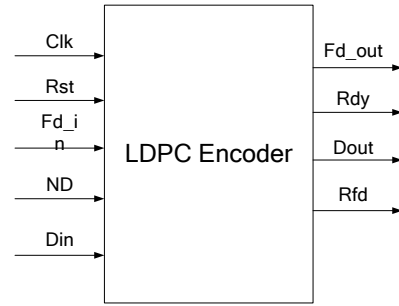 Clk
Rst
Fd_i
n
ND
Din
LDPC Encoder
Fd_out
Rdy
Dout
Rfd